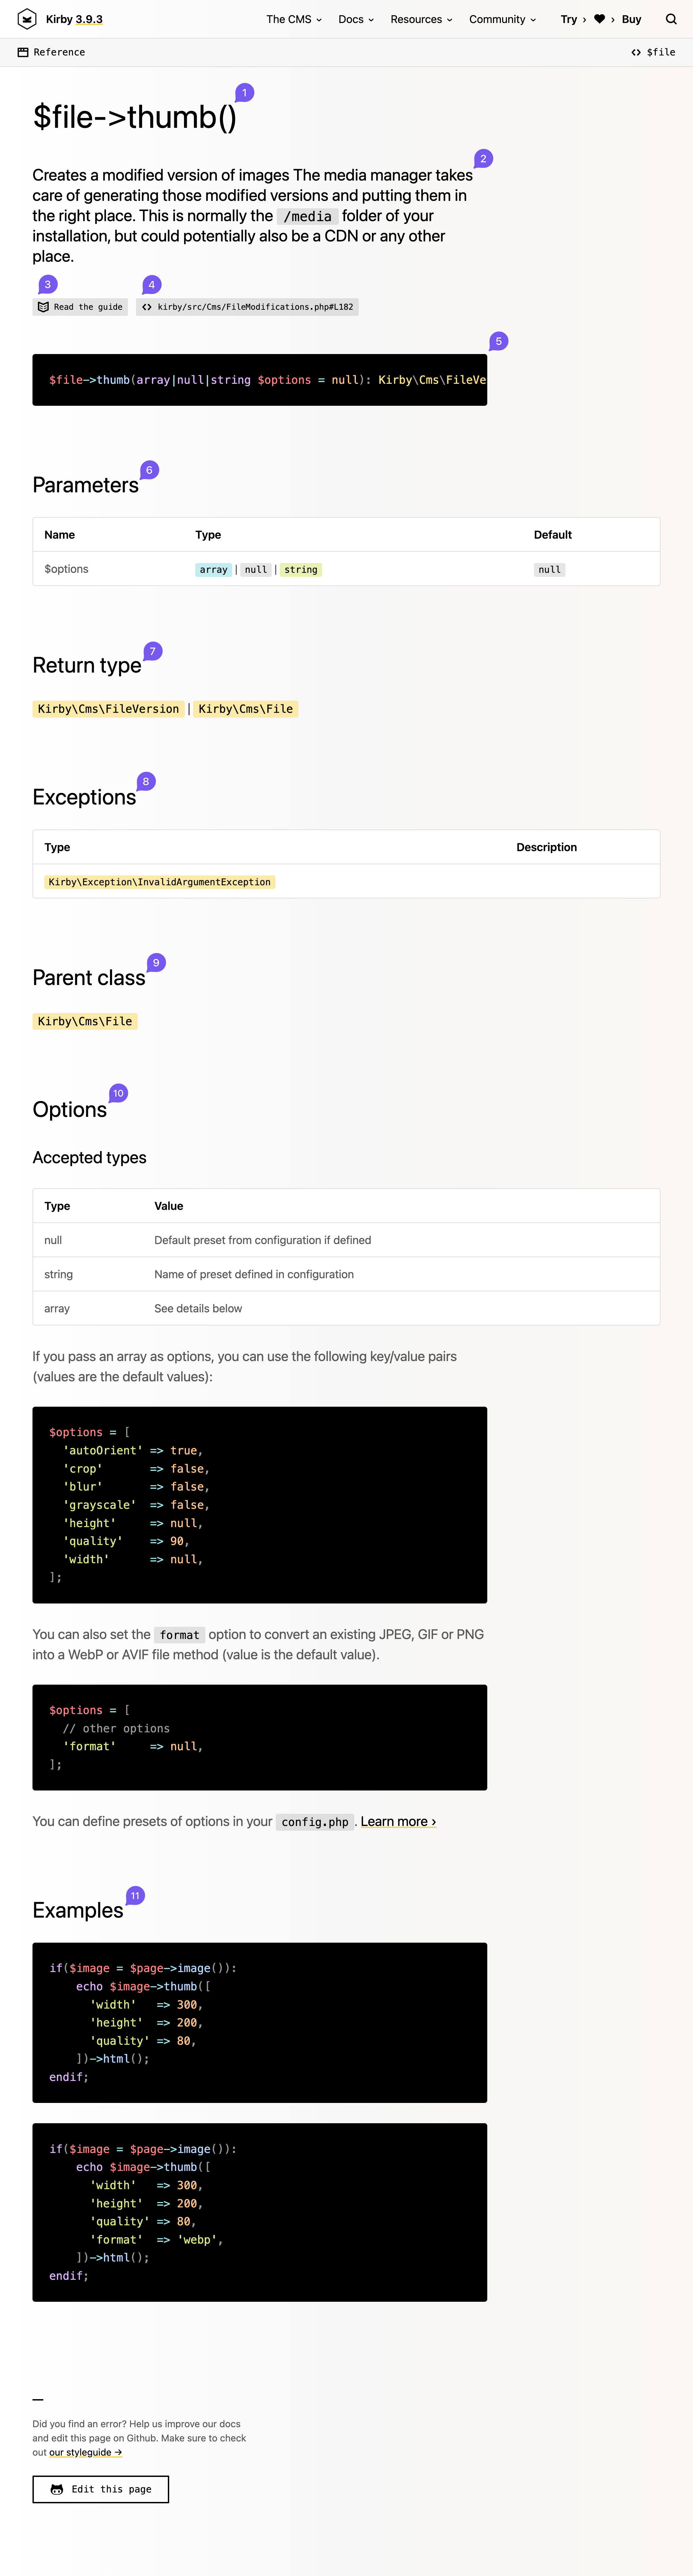 Kirby 3.9.3
The CMS Docs Resources Community Try › ♥ › Buy
Reference
$file
$file->thumb()
1
2
Creates a modified version of images The media manager takes
care of generating those modified versions and putting them in
the right place. This is normally the /media folder of your
installation, but could potentially also be a CDN or any other
place.
3
4
Read the guide
kirby/src/Cms/FileModifications.php#L182
5
$file->thumb(array|null|string $options = null): Kirby\Cms\FileVe
Parameters
6
Name Type Default
$options array | null | string null
Return type
7
Kirby\Cms\FileVersion | Kirby\Cms\File
Exceptions
8
Type Description
Kirby\Exception\InvalidArgumentException
Parent class
9
Kirby\Cms\File
Options
10
Accepted types
Type Value
null Default preset from configuration if defined
string Name of preset defined in configuration
array See details below
If you pass an array as options, you can use the following key/value pairs
(values are the default values):
$options = [
  'autoOrient' => true,
  'crop'       => false,
  'blur'       => false,
  'grayscale'  => false,
  'height'     => null,
  'quality'    => 90,
  'width'      => null,
];
You can also set the format option to convert an existing JPEG, GIF or PNG
into a WebP or AVIF file method (value is the default value).
$options = [
  // other options
  'format'     => null,
];
You can define presets of options in your config.php. Learn more ›
Examples
11
if($image = $page->image()):
    echo $image->thumb([
      'width'   => 300,
      'height'  => 200,
      'quality' => 80,
    ])->html();
endif;
if($image = $page->image()):
    echo $image->thumb([
      'width'   => 300,
      'height'  => 200,
      'quality' => 80,
      'format'  => 'webp',
    ])->html();
endif;
—
Did you find an error? Help us improve our docs
and edit this page on Github. Make sure to check
out our styleguide →
Edit this page